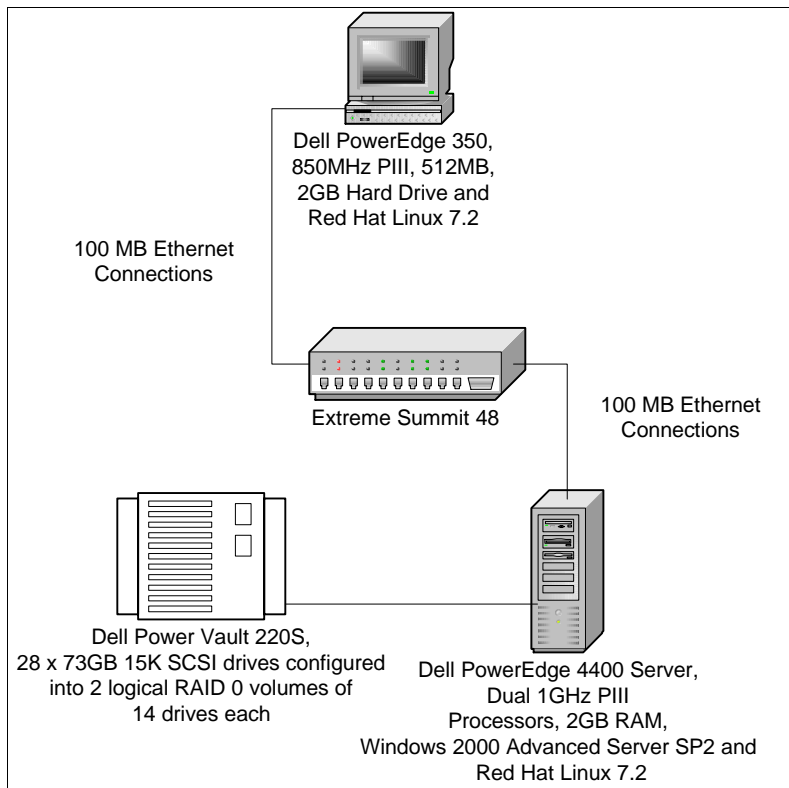 Dell PowerEdge 350,
850MHz PIII, 512MB,
2GB Hard Drive and
Red Hat Linux 7.2
100 MB Ethernet
Connections
Extreme Summit 48
100 MB Ethernet
Connections
Dell Power Vault 220S,
28 x 73GB 15K SCSI drives configured
into 2 logical RAID 0 volumes of
14 drives each
Dell PowerEdge 4400 Server,
Dual 1GHz PIII
Processors, 2GB RAM,
Windows 2000 Advanced Server SP2 and
Red Hat Linux 7.2